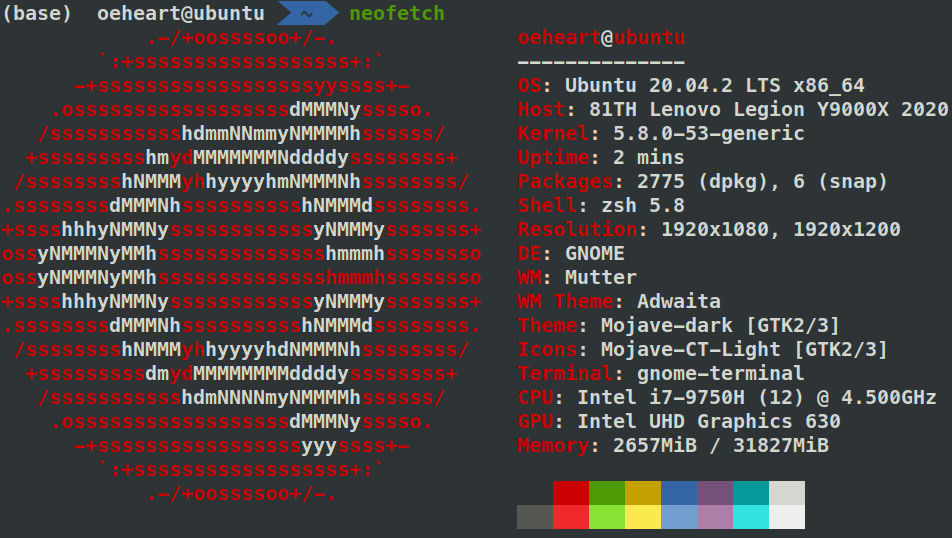 (base)  oeheart@ubuntu  ~  neofetch
            .-/+oossssoo+/-.               oeheart@ubuntu
        `:+ssssssssssssssssss+:`           --------------
      -+ssssssssssssssssssyyssss+-         OS: Ubuntu 20.04.2 LTS x86_64
    .ossssssssssssssssssdMMMNysssso.       Host: 81TH Lenovo Legion Y9000X 2020
   /ssssssssssshdmmNNmmyNMMMMhssssss/      Kernel: 5.8.0-53-generic
  +ssssssssshmydMMMMMMMNddddyssssssss+     Uptime: 2 mins
 /sssssssshNMMMyhhyyyyhmNMMMNhssssssss/    Packages: 2775 (dpkg), 6 (snap)
.ssssssssdMMMNhsssssssssshNMMMdssssssss.   Shell: zsh 5.8
+sssshhhyNMMNyssssssssssssyNMMMysssssss+   Resolution: 1920x1080, 1920x1200
ossyNMMMNyMMhsssssssssssssshmmmhssssssso   DE: GNOME
ossyNMMMNyMMhsssssssssssssshmmmhssssssso   WM: Mutter
+sssshhhyNMMNyssssssssssssyNMMMysssssss+   WM Theme: Adwaita
.ssssssssdMMMNhsssssssssshNMMMdssssssss.   Theme: Mojave-dark [GTK2/3]
 /sssssssshNMMMyhhyyyyhdNMMMNhssssssss/    Icons: Mojave-CT-Light [GTK2/3]
  +sssssssssdmydMMMMMMMMddddyssssssss+     Terminal: gnome-terminal
   /ssssssssssshdmNNNNmyNMMMMhssssss/      CPU: Intel i7-9750H (12) @ 4.500GHz
    .ossssssssssssssssssdMMMNysssso.       GPU: Intel UHD Graphics 630
      -+sssssssssssssssssyyyssss+-         Memory: 2657MiB / 31827MiB
        `:+ssssssssssssssssss+:`
            .-/+oossssoo+/-.